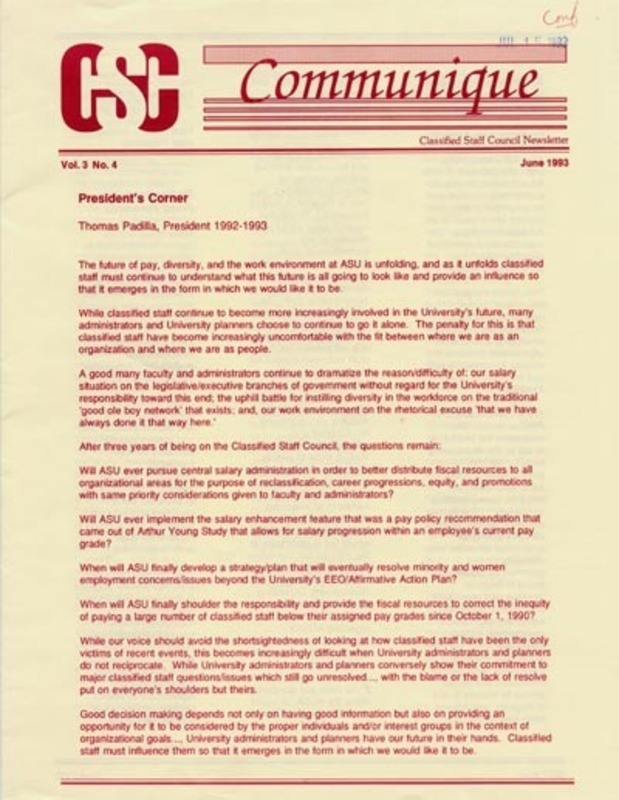 Conf
JUL 15 1993
CSC
Communique
Classified Staff Council Newsletter
Vol. 3 No. 4
June 1993
President's Corner
Thomas Padilla, President 1992-1993
The future of pay, diversity, and the work environment at ASU is unfolding, and as it unfolds classified
staff must continue to understand what this future is all going to look like and provide an influence so
that it emerges in the form in which we would like it to be.
While classified staff continue to become more increasingly involved in the University's future, many
administrators and University planners choose to continue to go it alone. The penalty for this is that
classified staff have become increasingly uncomfortable with the fit between where we are as an
organization and where we are as people.
A good many faculty and administrators continue to dramatize the reason/difficulty of: our salary
situation on the legislative/executive branches of government without regard for the University's
responsibility toward this end; the uphill battle for instilling diversity in the workforce on the traditional
'good ole boy network' that exists; and, our work environment on the rhetorical excuse 'that we have
always done it that way here.'
After three years of being on the Classified Staff Council, the questions remain:
Will ASU ever pursue central salary administration in order to better distribute fiscal resources to all
organizational areas for the purpose of reclassification, career progressions, equity, and promotions
with same priority considerations given to faculty and administrators?
Will ASU ever implement the salary enhancement feature that was a pay policy recommendation that
came out of Arthur Young Study that allows for salary progression within an employee's current pay
grade?
When will ASU finally develop a strategy/plan that will eventually resolve minority and women
employment concerns/issues beyond the University's EEO/Affirmative Action Plan?
When will ASU finally shoulder the responsibility and provide the fiscal resources to correct the inequity
of paying a large number of classified staff below their assigned pay grades since October 1, 1990?
While our voice should avoid the shortsightedness of looking at how classified staff have been the only
victims of recent events, this becomes increasingly difficult when University administrators and planners
do not reciprocate. While University administrators and planners conversely show their commitment to
major classified staff questions/issues which still go unresolved..., with the blame or the lack of resolve
put on everyone's shoulders but theirs.
Good decision making depends not only on having good information but also on providing an
opportunity for it to be considered by the proper individuals and/or interest groups in the context of
organizational goals..., University administrators and planners have our future in their hands. Classified
staff must influence them so that it emerges in the form in which we would like it to be.